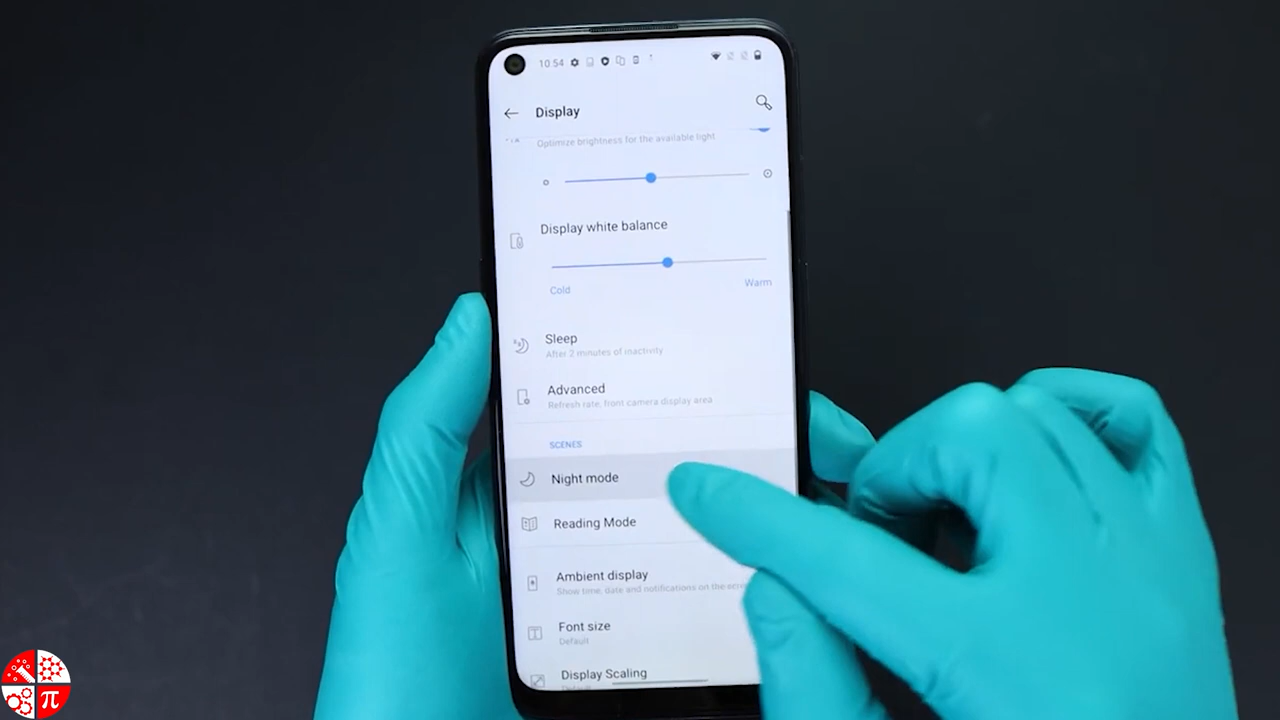 10:54
Display
Optimize brightness for the available light
Display white balance
Cold
Warm
Sleep
After 2 minutes of inactivity
Advanced
Refresh rate, front camera display area
SCENES
Night mode
Reading Mode
Ambient display
Show time, date and notifications on the
Font size
Default
Display Scaling
Default
π